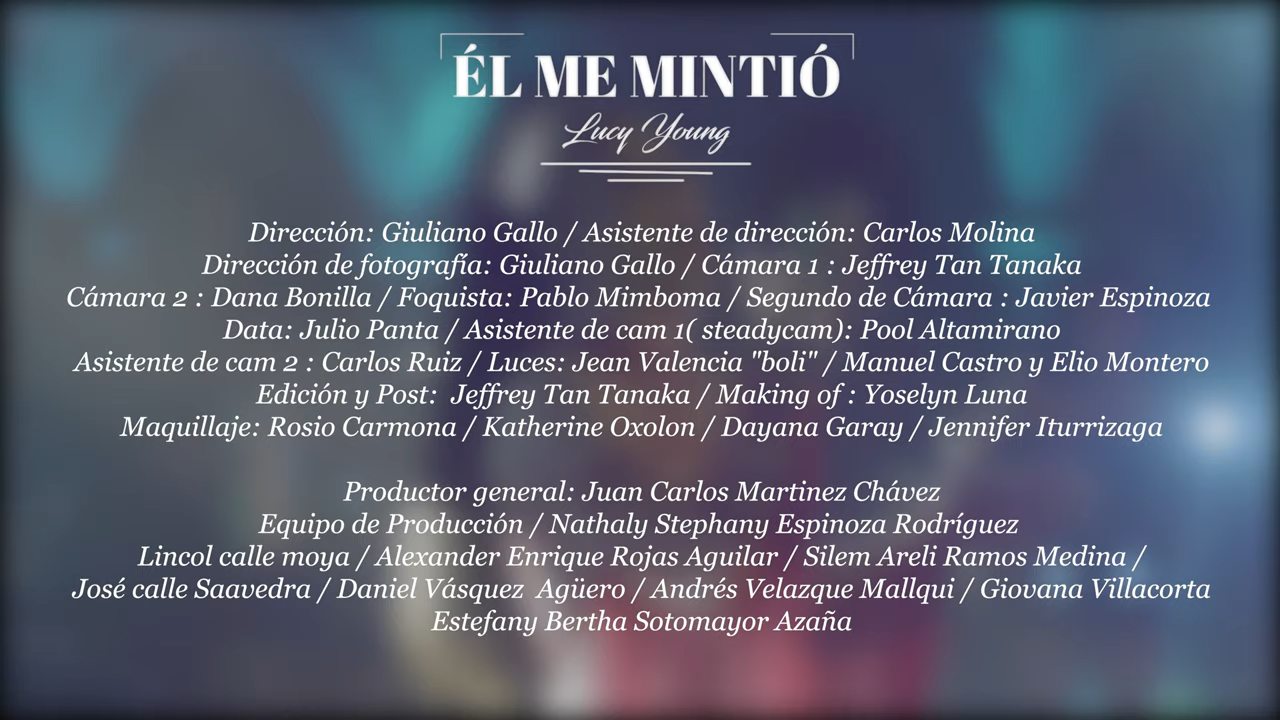 ÉL ME MINTIÓ
Lucy Young
Dirección: Giuliano Gallo / Asistente de dirección: Carlos Molina
Dirección de fotografía: Giuliano Gallo / Cámara 1 : Jeffrey Tan Tanaka
Cámara 2 : Dana Bonilla / Foquista: Pablo Mimboma / Segundo de Cámara : Javier Espinoza
Data: Julio Panta / Asistente de cam 1( steadycam): Pool Altamirano
Asistente de cam 2 : Carlos Ruiz / Luces: Jean Valencia "boli" / Manuel Castro y Elio Montero
Edición y Post:  Jeffrey Tan Tanaka / Making of : Yoselyn Luna
Maquillaje: Rosio Carmona / Katherine Oxolon / Dayana Garay / Jennifer Iturrizaga
Productor general: Juan Carlos Martinez Chávez
Equipo de Producción / Nathaly Stephany Espinoza Rodríguez
Lincol calle moya / Alexander Enrique Rojas Aguilar / Silem Areli Ramos Medina /
José calle Saavedra / Daniel Vásquez  Agüero / Andrés Velazque Mallqui / Giovana Villacorta
Estefany Bertha Sotomayor Azaña